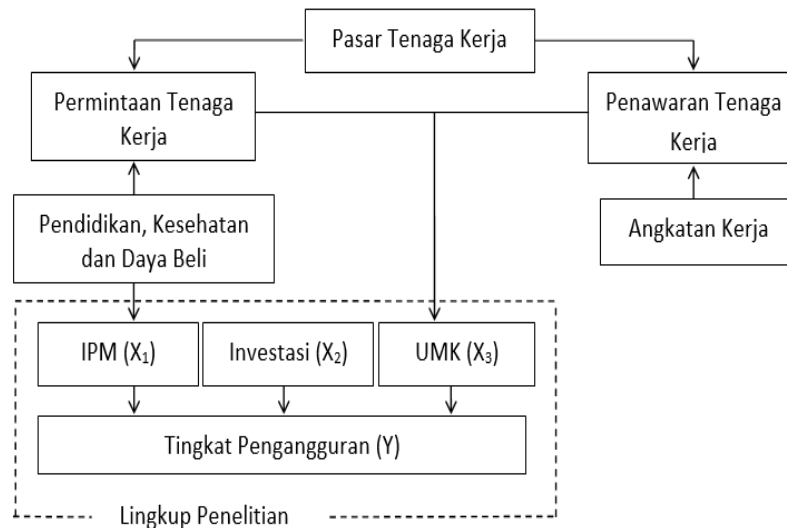 Pasar Tenaga Kerja
Permintaan Tenaga
Kerja
Penawaran Tenaga
Kerja
Pendidikan, Kesehatan
dan Daya Beli
Angkatan Kerja
IPM (X₁)
Investasi (X₂)
UMK (X₃)
Tingkat Pengangguran (Y)
Lingkup Penelitian